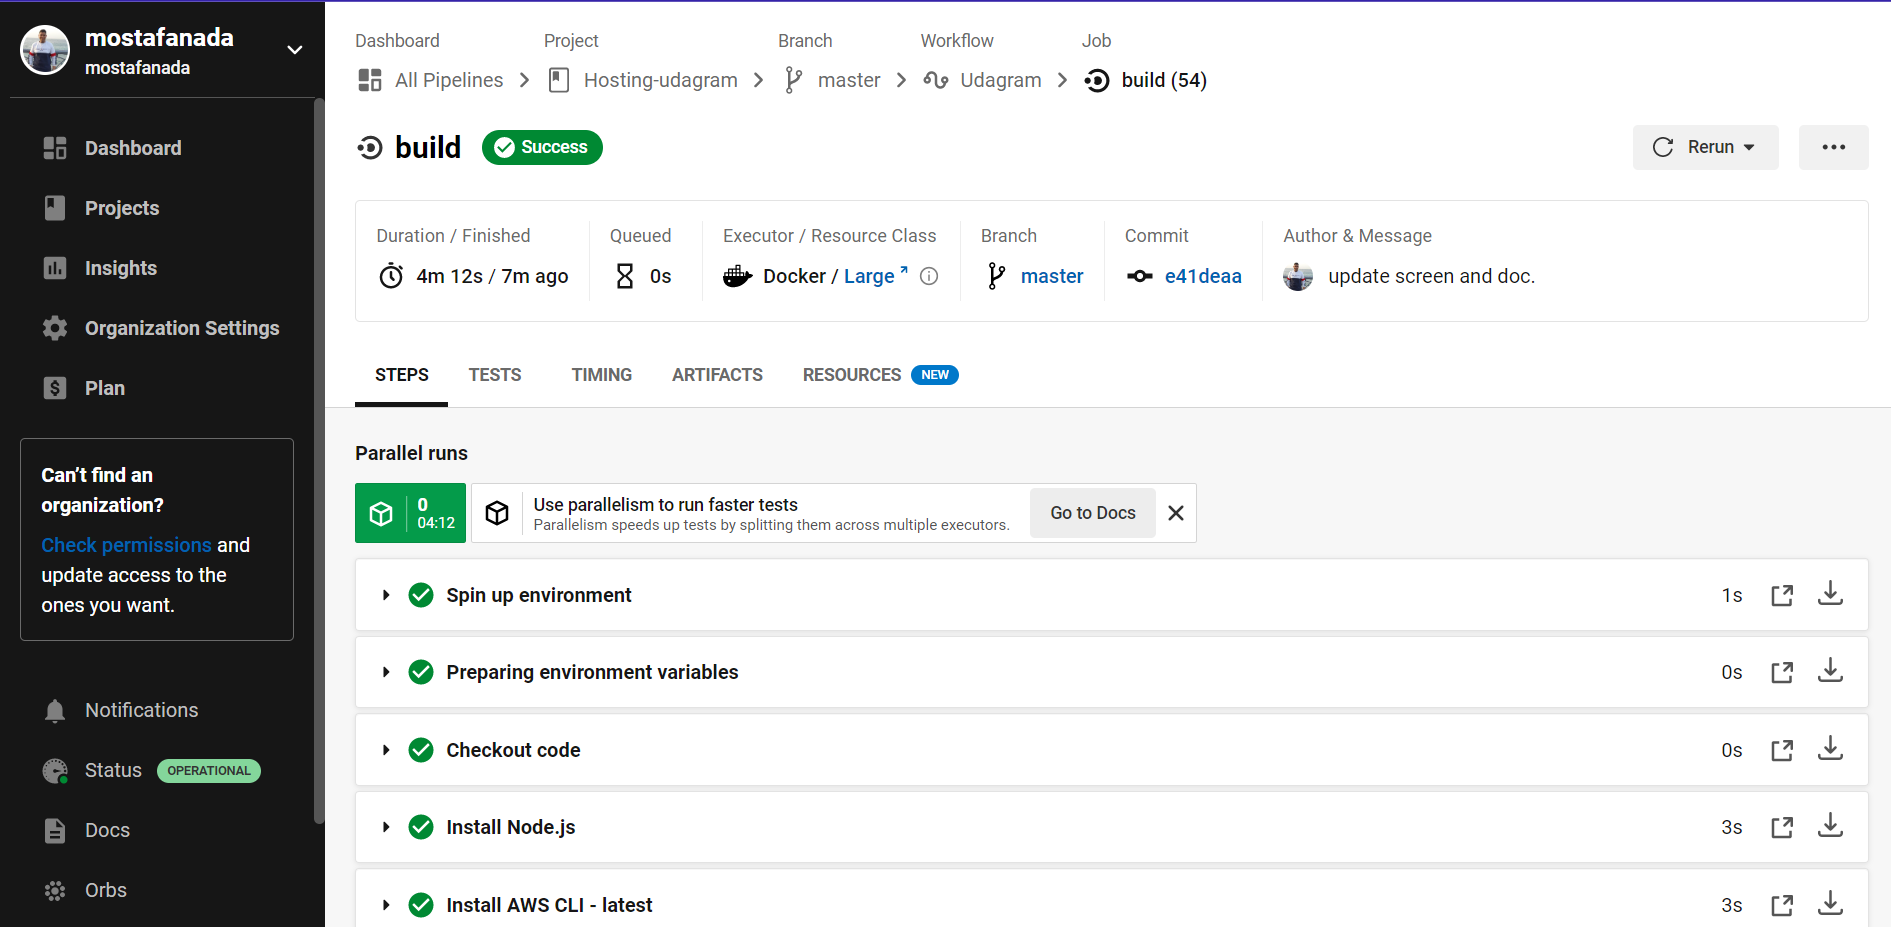 mostafanada
mostafanada
Dashboard
Projects
Insights
Organization Settings
Plan
Can't find an
organization?
Check permissions and
update access to the
ones you want.
Notifications
Status OPERATIONAL
Docs
Orbs
Dashboard Project Branch Workflow Job
All Pipelines Hosting-udagram master Udagram build (54)
build Success Rerun
Duration / Finished Queued Executor / Resource Class Branch Commit Author & Message
4m 12s / 7m ago 0s Docker / Large master e41deaa update screen and doc.
STEPS TESTS TIMING ARTIFACTS RESOURCES NEW
Parallel runs
0
04:12
Use parallelism to run faster tests
Parallelism speeds up tests by splitting them across multiple executors.
Go to Docs
Spin up environment 1s
Preparing environment variables 0s
Checkout code 0s
Install Node.js 3s
Install AWS CLI - latest 3s